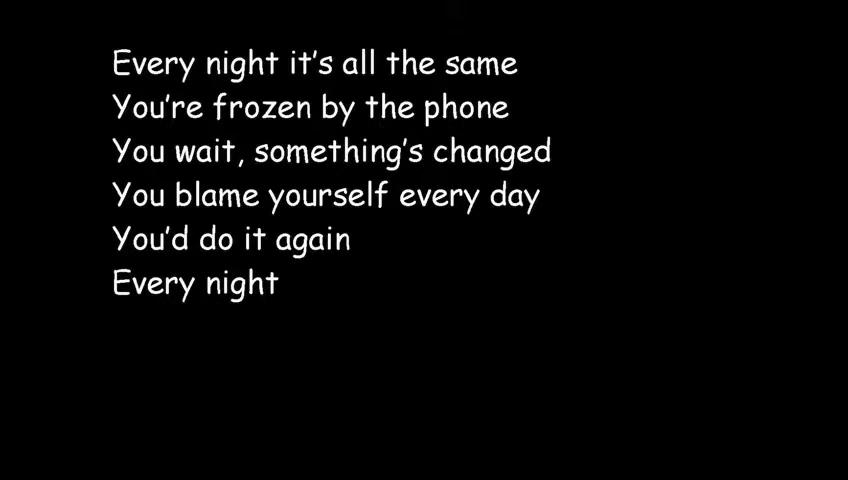 Every night it’s all the same
You’re frozen by the phone
You wait, something’s changed
You blame yourself every day
You’d do it again
Every night